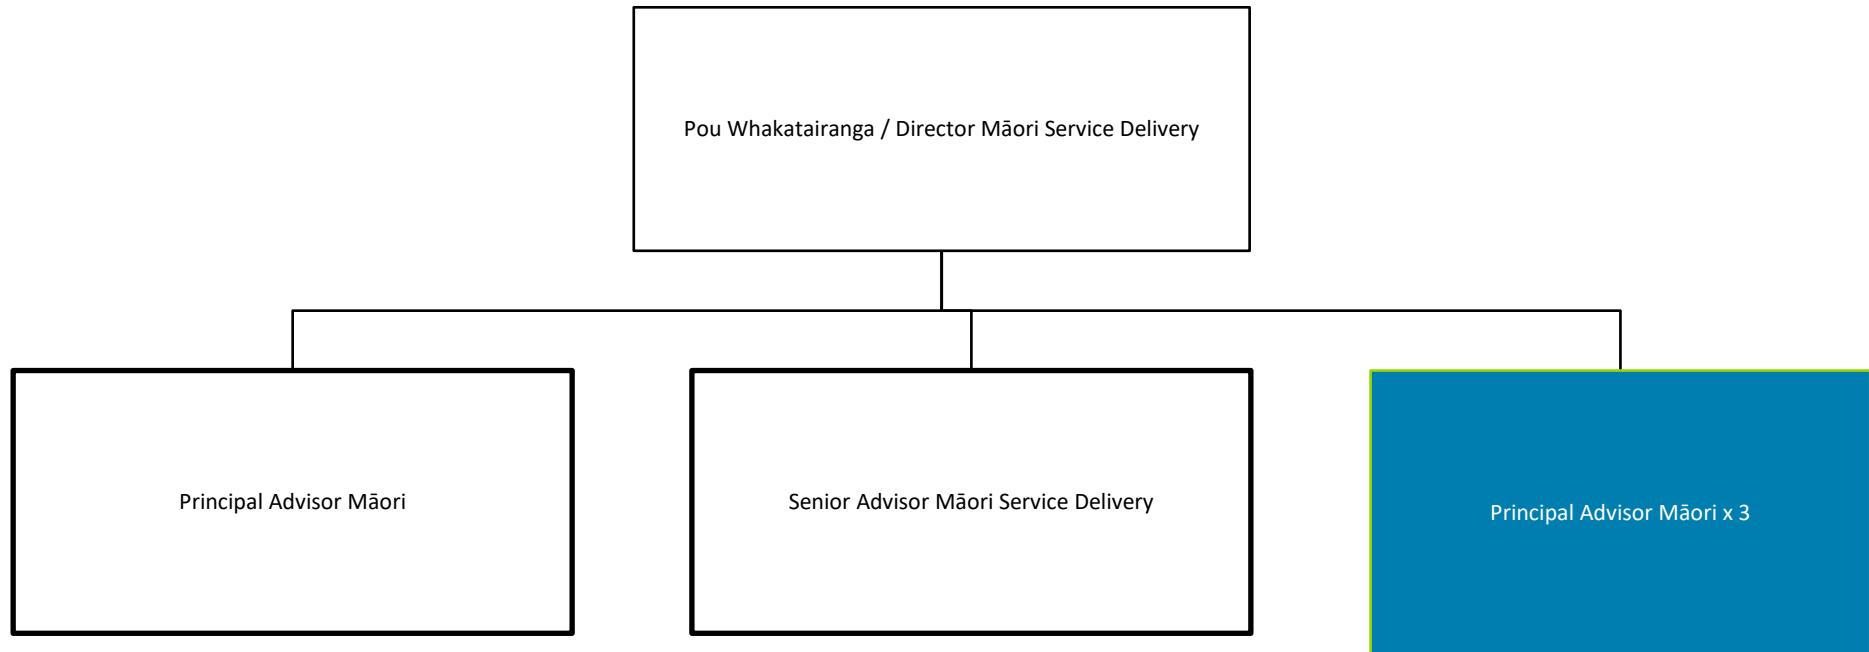 Pou Whakatairanga / Director Māori Service Delivery
Principal Advisor Māori
Senior Advisor Māori Service Delivery
Principal Advisor Māori x 3